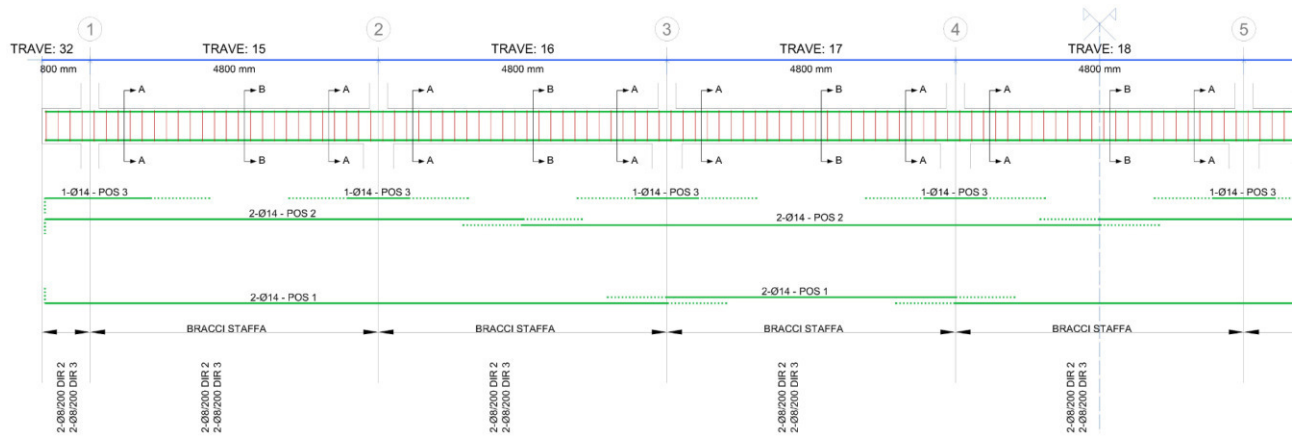 1 2 3 4 5
TRAVE: 32 TRAVE: 15 TRAVE: 16 TRAVE: 17 TRAVE: 18
800 mm 4800 mm 4800 mm 4800 mm 4800 mm
A B A A B A A B A A B A
A B A A B A A B A A B A
1-Ø14 - POS 3 1-Ø14 - POS 3 1-Ø14 - POS 3 1-Ø14 - POS 3 1-Ø14 - POS 3
2-Ø14 - POS 2 2-Ø14 - POS 2
2-Ø14 - POS 1 2-Ø14 - POS 1
BRACCI STAFFA BRACCI STAFFA BRACCI STAFFA BRACCI STAFFA
2-Ø8/200 DIR 2
2-Ø8/200 DIR 3
2-Ø8/200 DIR 2
2-Ø8/200 DIR 3
2-Ø8/200 DIR 2
2-Ø8/200 DIR 3
2-Ø8/200 DIR 2
2-Ø8/200 DIR 3
2-Ø8/200 DIR 2
2-Ø8/200 DIR 3